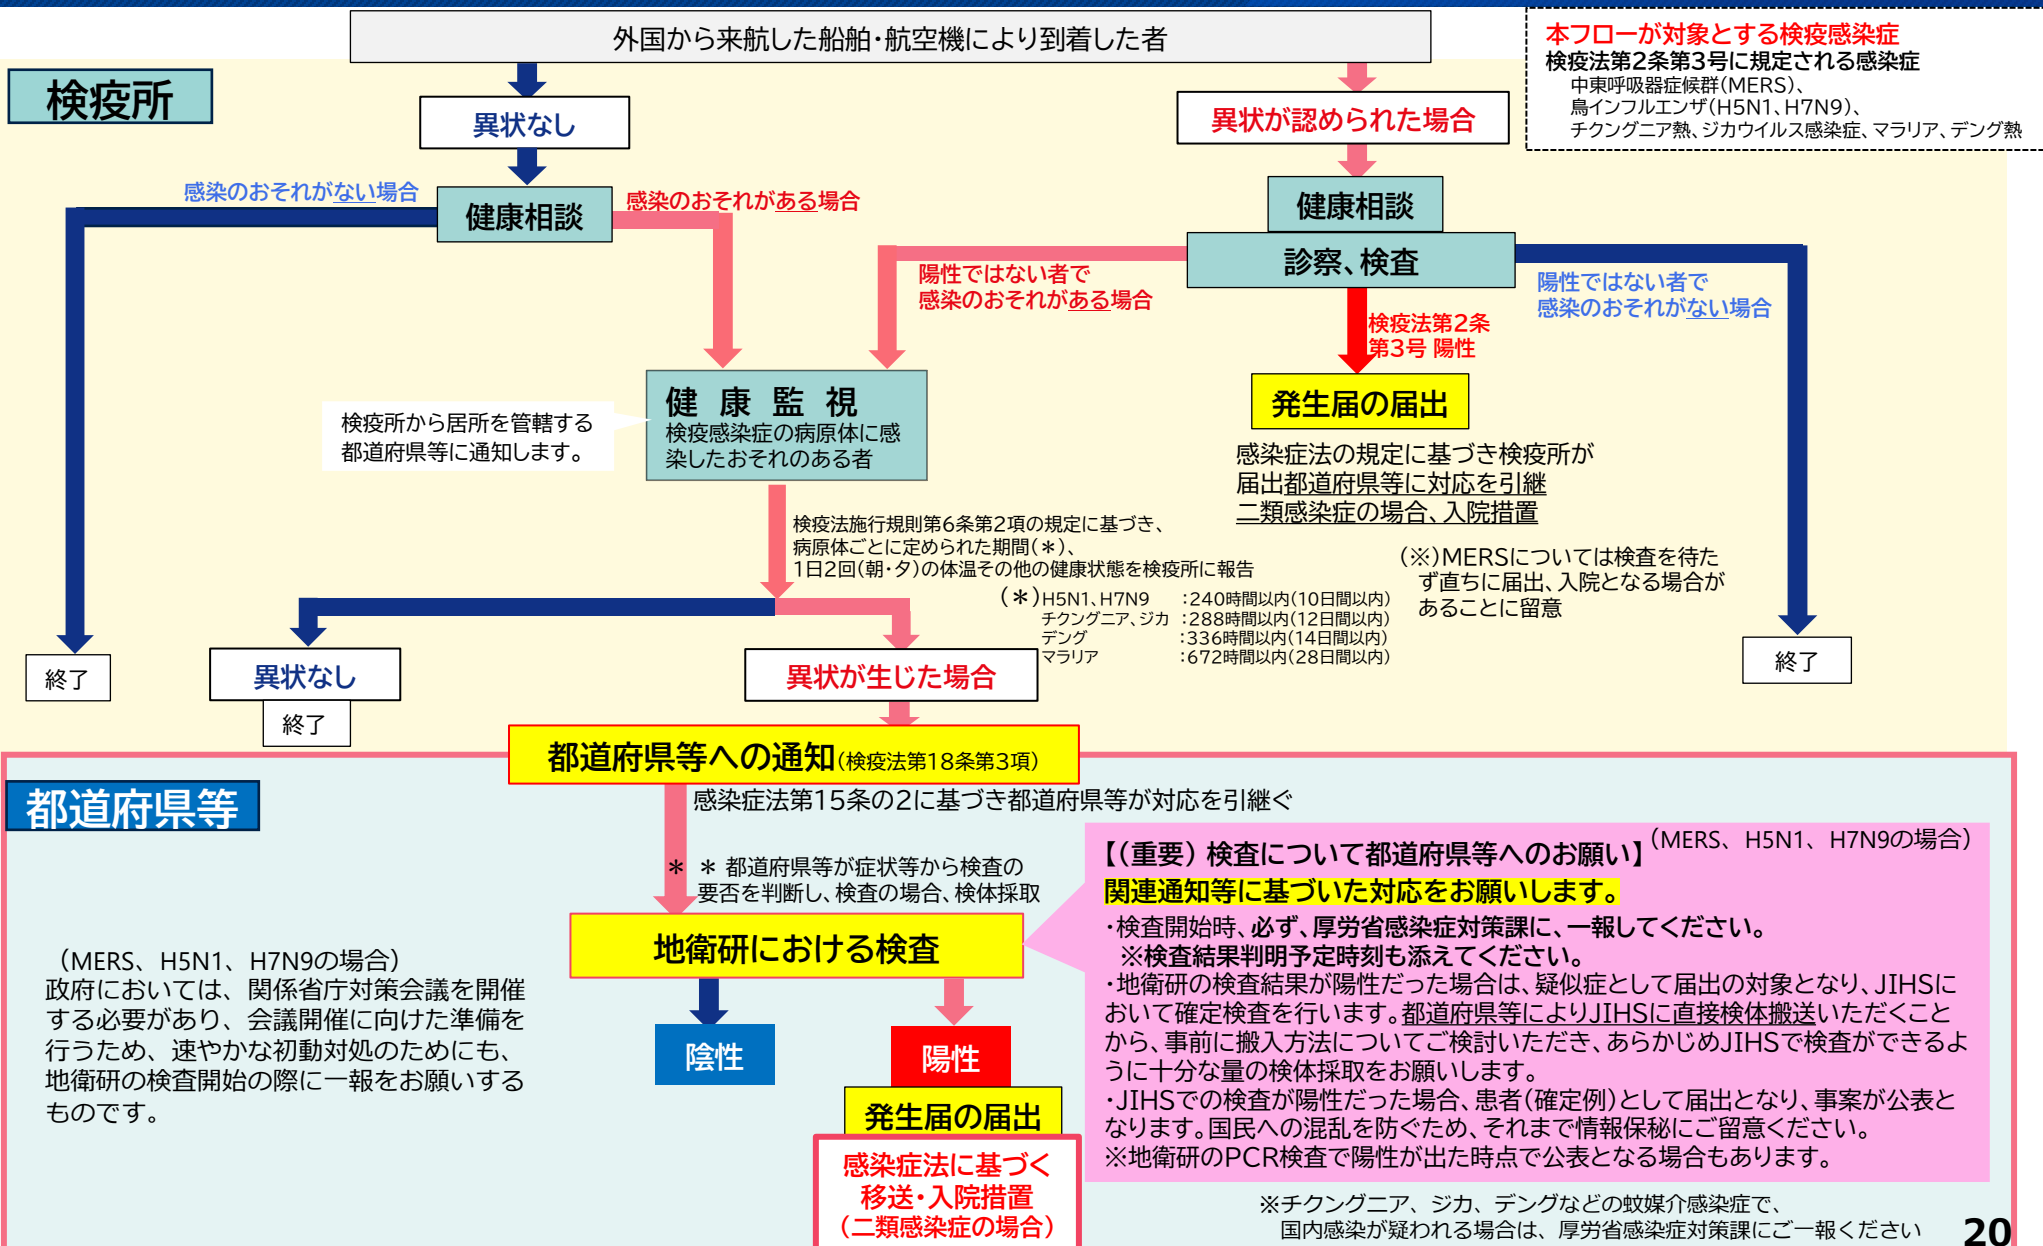 外国から来航した船舶・航空機により到着した者
本フローが対象とする検疫感染症
検疫法第2条第3号に規定される感染症
中東呼吸器症候群(MERS)、
鳥インフルエンザ(H5N1、H7N9)、
チクングニア熱、ジカウイルス感染症、マラリア、デング熱
検疫所
異状なし
異状が認められた場合
感染のおそれがない場合
健康相談
感染のおそれがある場合
健康相談
診察、検査
陽性ではない者で
感染のおそれがある場合
陽性ではない者で
感染のおそれがない場合
検疫法第2条
第3号 陽性
健 康 監 視
検疫感染症の病原体に感
染したおそれのある者
検疫所から居所を管轄する
都道府県等に通知します。
発生届の届出
感染症法の規定に基づき検疫所が
届出都道府県等に対応を引継
二類感染症の場合、入院措置
(※)MERSについては検査を待た
ず直ちに届出、入院となる場合が
あることに留意
検疫法施行規則第6条第2項の規定に基づき、
病原体ごとに定められた期間(＊)、
1日2回(朝・夕)の体温その他の健康状態を検疫所に報告
(＊)H5N1、H7N9 :240時間以内(10日間以内)
チクングニア、ジカ :288時間以内(12日間以内)
デング :336時間以内(14日間以内)
マラリア :672時間以内(28日間以内)
終了
異状なし
終了
異状が生じた場合
終了
都道府県等への通知(検疫法第18条第3項)
都道府県等
感染症法第15条の2に基づき都道府県等が対応を引継ぐ
＊ ＊ 都道府県等が症状等から検査の
要否を判断し、検査の場合、検体採取
地衛研における検査
陰性
陽性
発生届の届出
感染症法に基づく
移送・入院措置
(二類感染症の場合)
（MERS、H5N1、H7N9の場合）
政府においては、関係省庁対策会議を開催
する必要があり、会議開催に向けた準備を
行うため、速やかな初動対処のためにも、
地衛研の検査開始の際に一報をお願いする
ものです。
【(重要) 検査について都道府県等へのお願い】（MERS、H5N1、H7N9の場合）
関連通知等に基づいた対応をお願いします。
・検査開始時、必ず、厚労省感染症対策課に、一報してください。
※検査結果判明予定時刻も添えてください。
・地衛研の検査結果が陽性だった場合は、疑似症として届出の対象となり、JIHSに
おいて確定検査を行います。都道府県等によりJIHSに直接検体搬送いただくこと
から、事前に搬入方法についてご検討いただき、あらかじめJIHSで検査ができるよ
うに十分な量の検体採取をお願いします。
・JIHSでの検査が陽性だった場合、患者(確定例)として届出となり、事案が公表と
なります。国民への混乱を防ぐため、それまで情報保秘にご留意ください。
※地衛研のPCR検査で陽性が出た時点で公表となる場合もあります。
※チクングニア、ジカ、デングなどの蚊媒介感染症で、
国内感染が疑われる場合は、厚労省感染症対策課にご一報ください
20